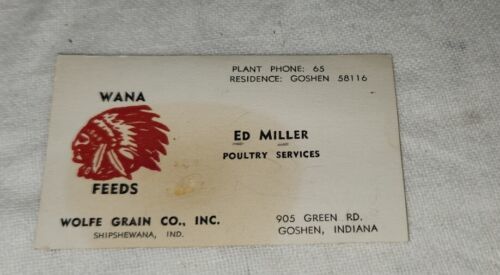 PLANT PHONE: 65
RESIDENCE: GOSHEN 58116
WANA
FEEDS
ED MILLER
POULTRY SERVICES
WOLFE GRAIN CO., INC.
SHIPSHEWANA, IND.
905 GREEN RD.
GOSHEN, INDIANA